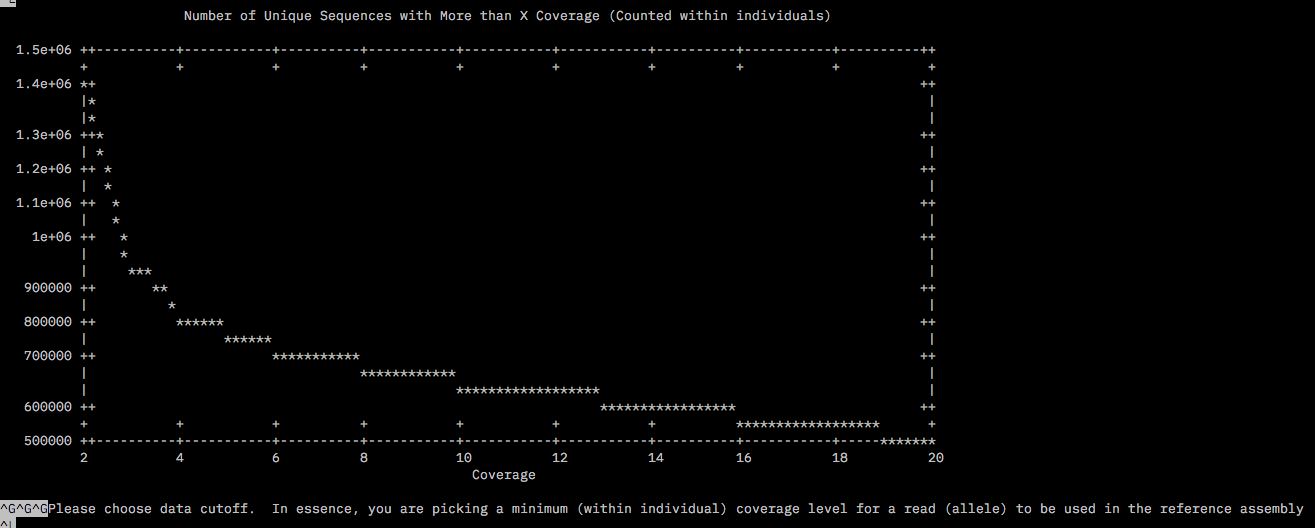 Number of Unique Sequences with More than X Coverage (Counted within individuals)
1.5e+06 ++----------+-----------+----------+-----------+-----------+-----------+----------+-----------+----------++
+ + + + + + + + + +
1.4e+06 *+ ++
|* |
|* |
1.3e+06 ++* ++
| * |
1.2e+06 ++ * ++
| * |
1.1e+06 ++ * ++
| * |
1e+06 ++ * ++
| * |
| *** |
900000 ++ ** ++
| * |
800000 ++ ****** ++
| ****** |
700000 ++ *********** ++
| ************ |
| ****************** |
600000 ++ ***************** ++
+ + + + + + + ****************** +
500000 ++----------+-----------+----------+-----------+-----------+-----------+----------+-----------+-----*******
2 4 6 8 10 12 14 16 18 20
Coverage
^G^G^GPlease choose data cutoff. In essence, you are picking a minimum (within individual) coverage level for a read (allele) to be used in the reference assembly